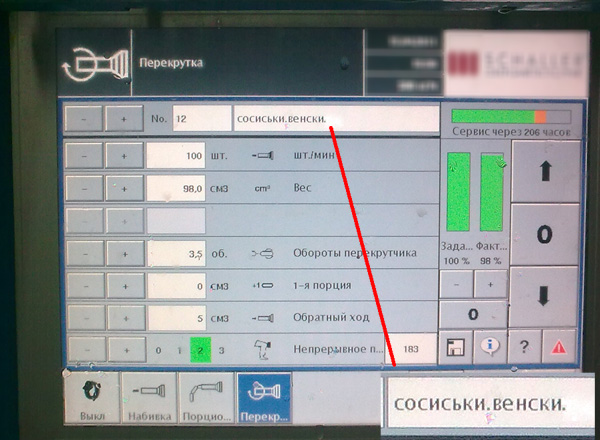 Перекрутка
SCHALLER
- + No. 12 сосиськи.венски.
Сервис через 206 часов
- + 100 шт. шт./мин
- + 98,0 см3 cm³ Вес
- +
- + 3,5 об. Обороты перекрутчика
- + 0 см3 +1 1-я порция
- + 5 см3 Обратный ход
- + 0 1 2 3 Непрерывное п... 183
Зада... Факт...
100 % 98 %
- +
0
0
?
Выкл Набивка Порцио... Перекр...
сосиськи.венски.